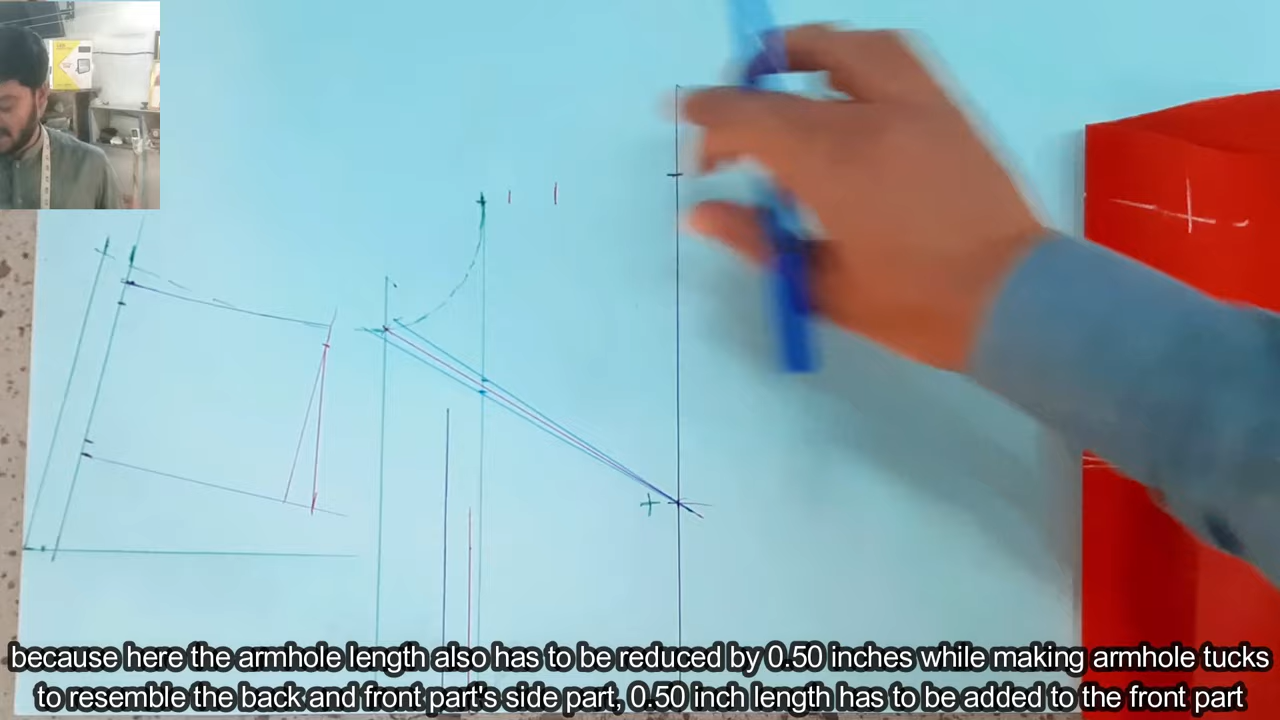 because here the armhole length also has to be reduced by 0.50 inches while making armhole tucks
to resemble the back and front part's side part, 0.50 inch length has to be added to the front part